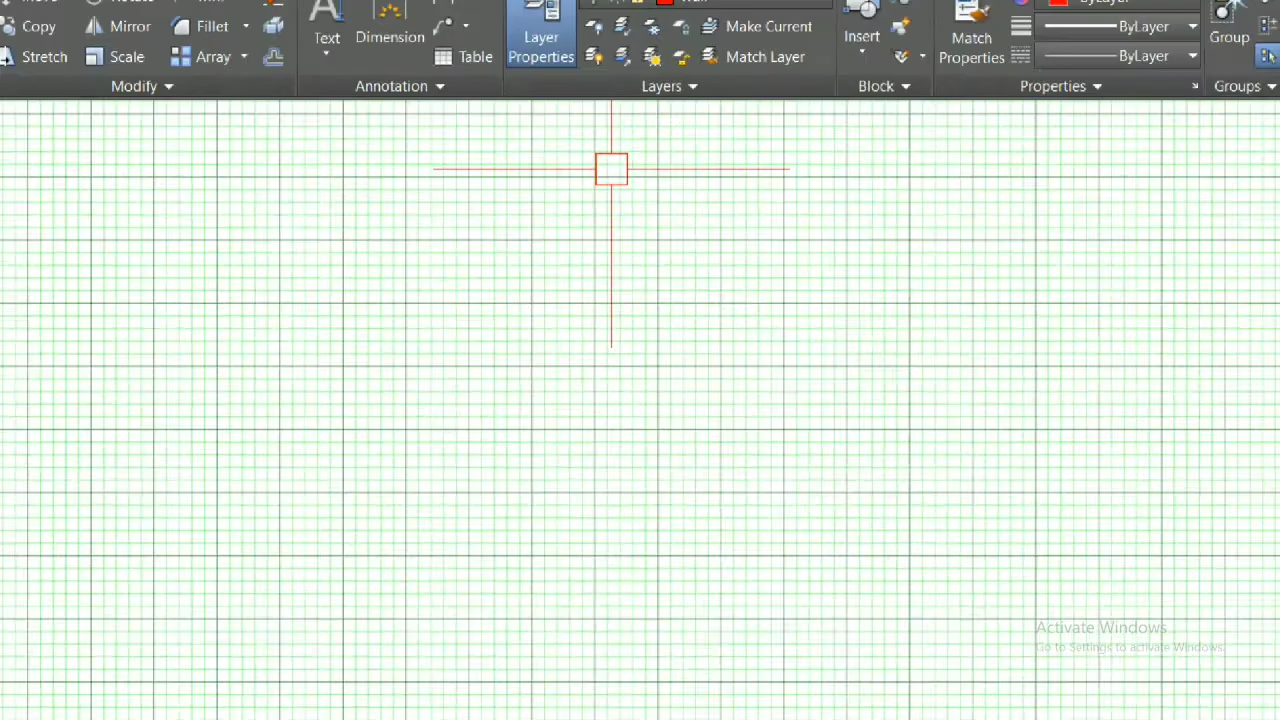 Copy Mirror Fillet
Stretch Scale Array
Text Dimension
Table
Layer
Properties
Make Current
Match Layer
Insert
Match
Properties
ByLayer
ByLayer
ByLayer
Group
Modify Annotation Layers Block Properties Groups
Activate Windows
Go to Settings to activate Windows.